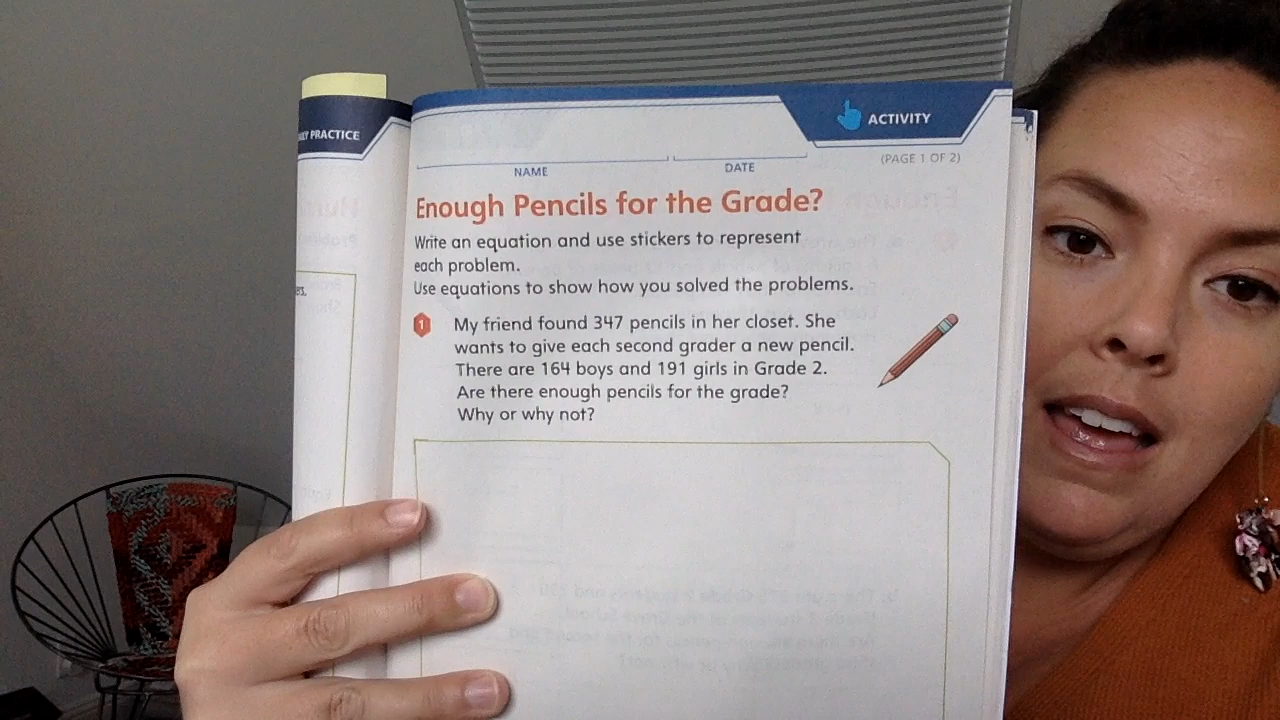 PRACTICE
ACTIVITY
(PAGE 1 OF 2)
NAME
DATE
Enough Pencils for the Grade?
Write an equation and use stickers to represent
each problem.
Use equations to show how you solved the problems.
1
My friend found 347 pencils in her closet. She
wants to give each second grader a new pencil.
There are 164 boys and 191 girls in Grade 2.
Are there enough pencils for the grade?
Why or why not?